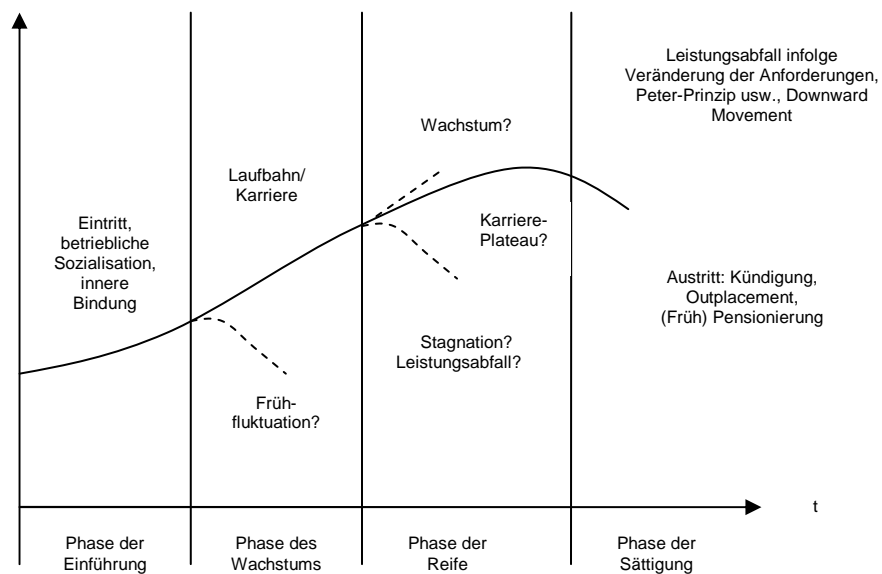 Leistungsabfall infolge
Veränderung der Anforderungen,
Peter-Prinzip usw., Downward
Movement
Wachstum?
Laufbahn/
Karriere
Eintritt,
betriebliche
Sozialisation,
innere
Bindung
Karriere-
Plateau?
Austritt: Kündigung,
Outplacement,
(Früh) Pensionierung
Stagnation?
Leistungsabfall?
Früh-
fluktuation?
t
Phase der
Einführung
Phase des
Wachstums
Phase der
Reife
Phase der
Sättigung